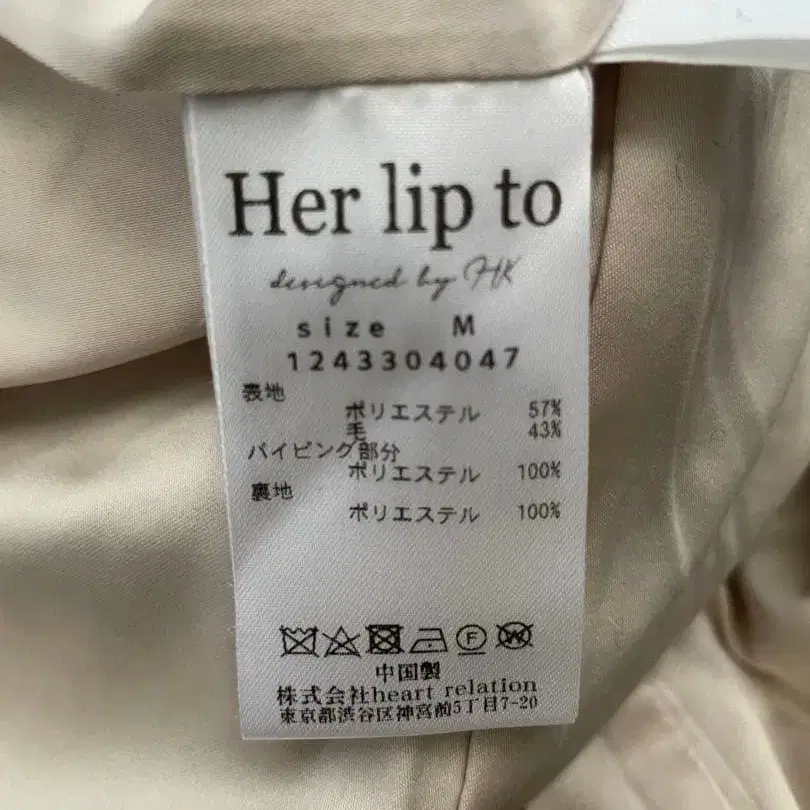 Her lip to
designed by HK
size M
1243304047
表地
ポリエステル 57%
毛 43%
パイピング部分
ポリエステル 100%
裏地
ポリエステル 100%
F W
中国製
株式会社heart relation
東京都渋谷区神宮前5丁目7-20